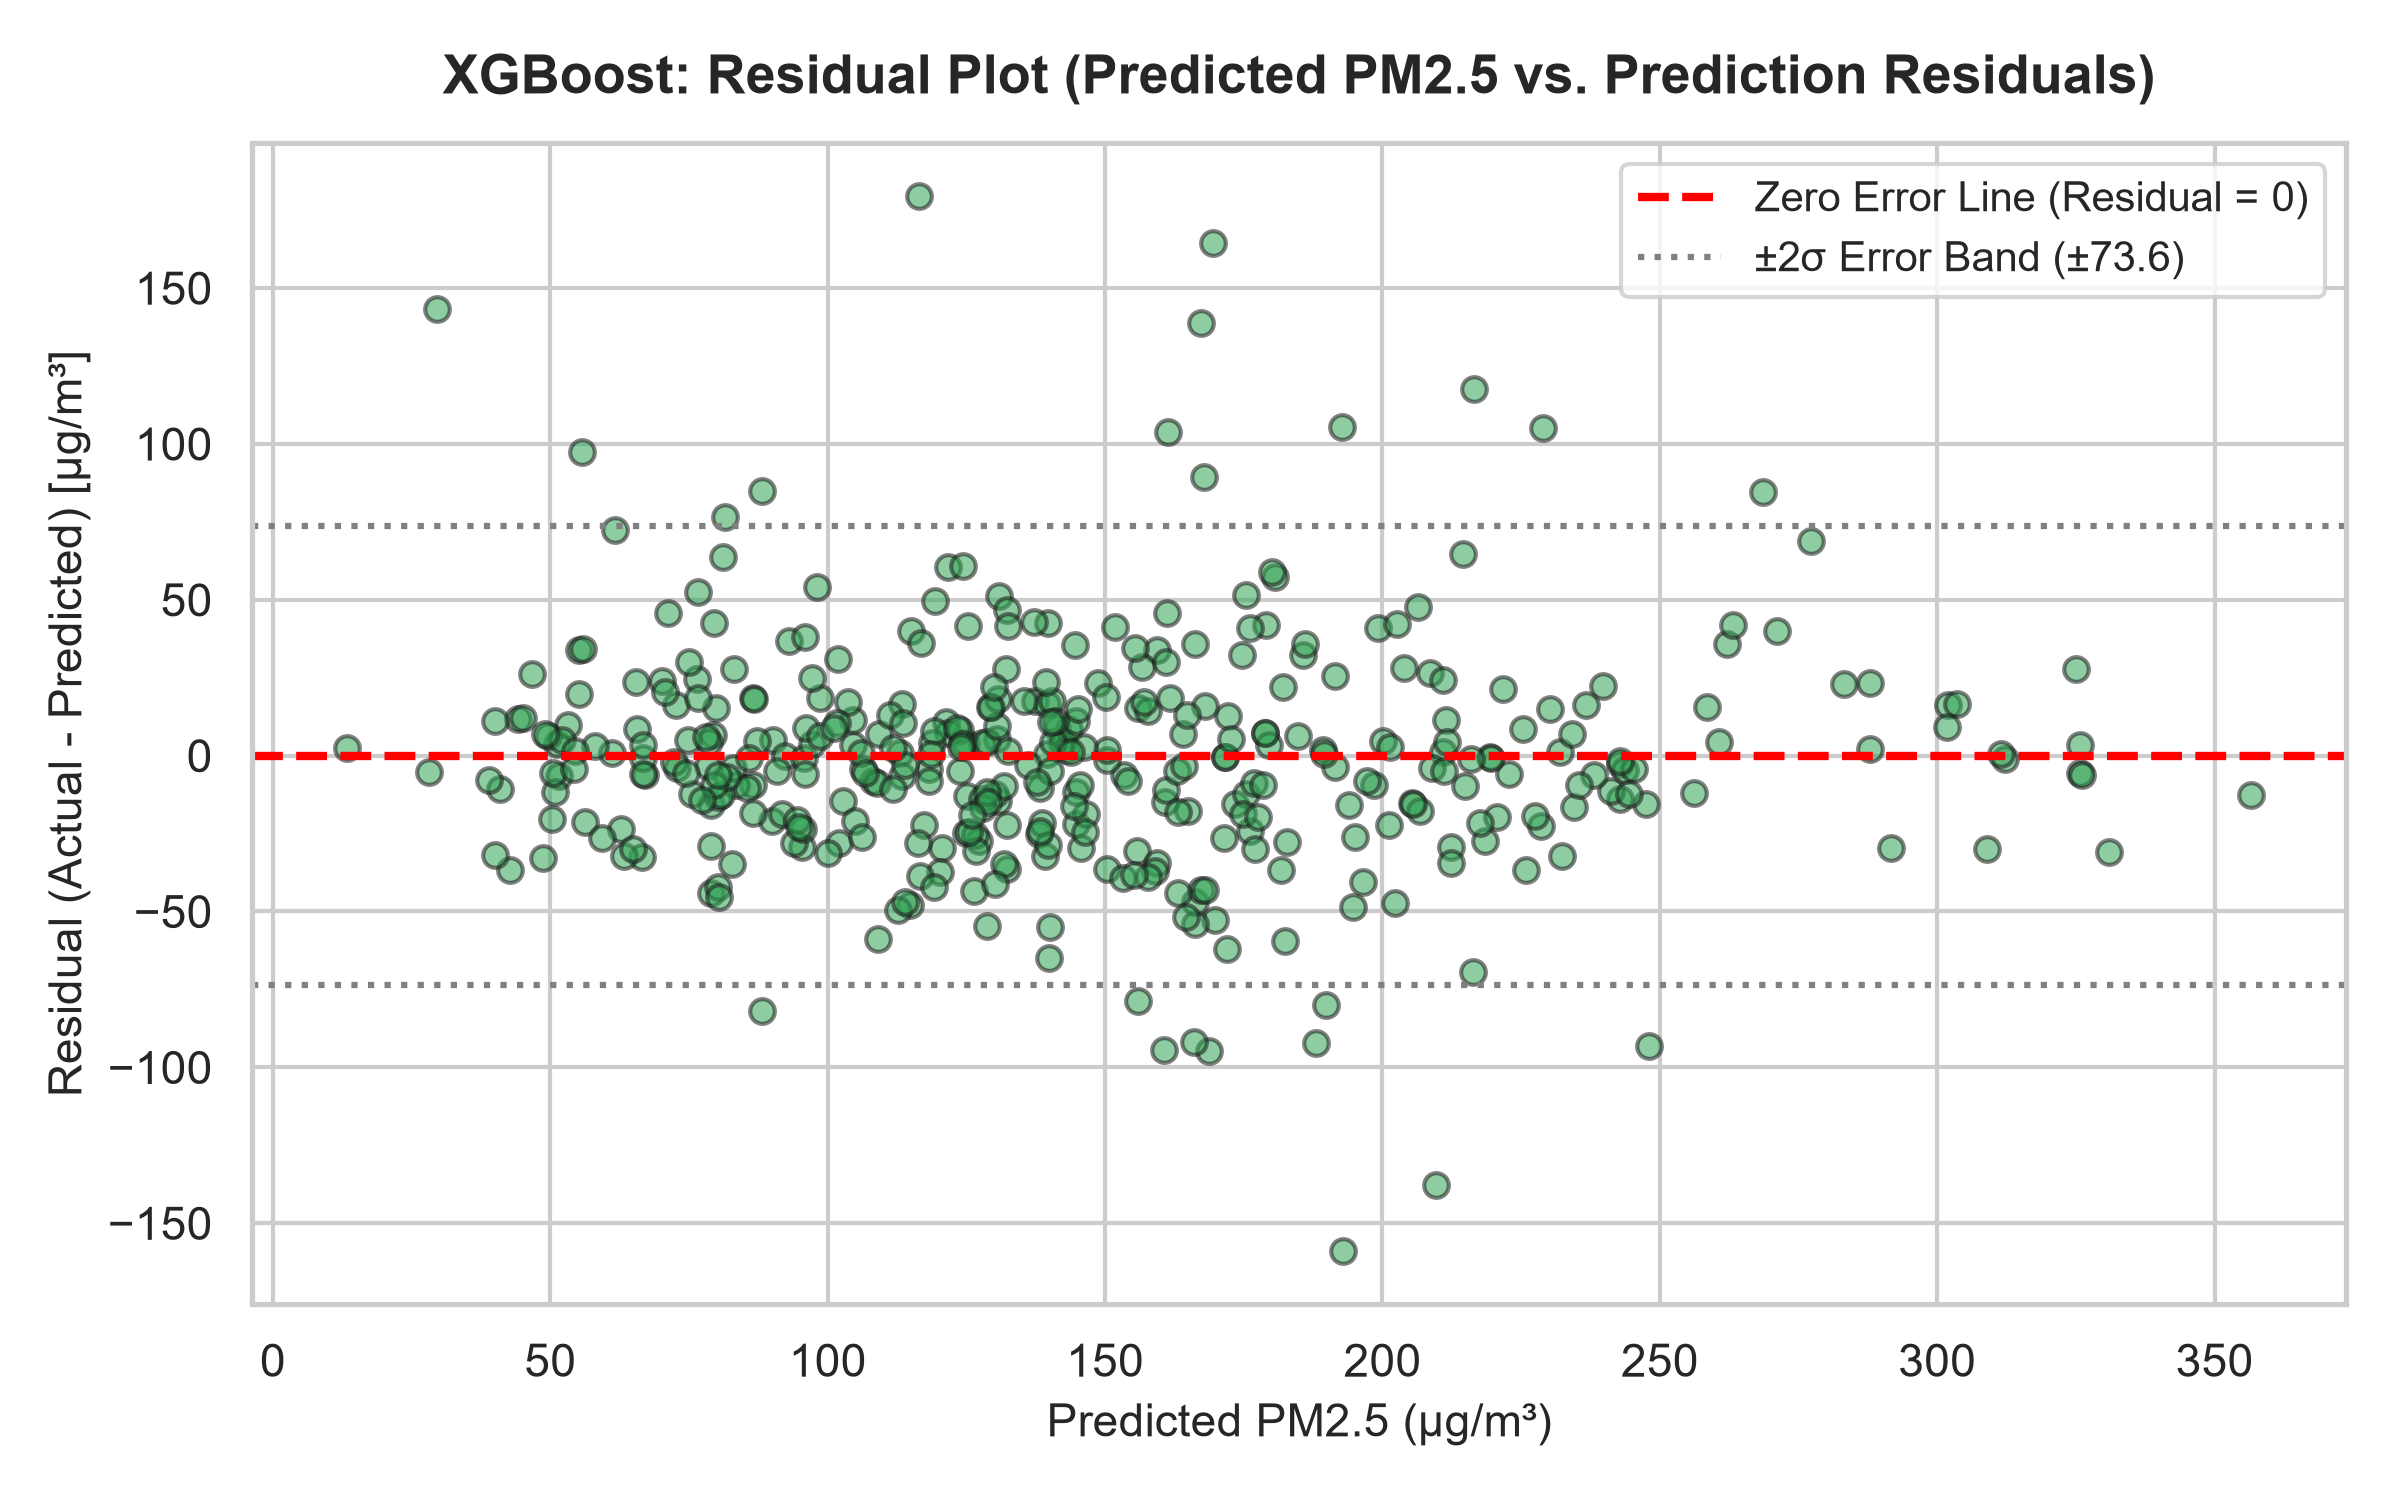 XGBoost: Residual Plot (Predicted PM2.5 vs. Prediction Residuals)
Zero Error Line (Residual = 0)
±2σ Error Band (±73.6)
Residual (Actual - Predicted) [µg/m³]
150
100
50
0
−50
−100
−150
0 50 100 150 200 250 300 350
Predicted PM2.5 (µg/m³)